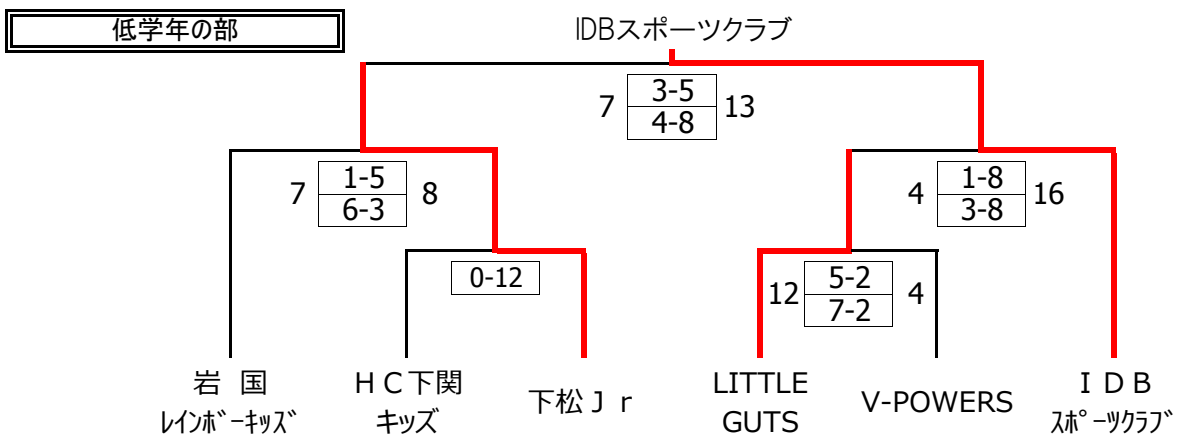 低学年の部
IDBスポーツクラブ
7 3-5 13
4-8
7 1-5 8
6-3
4 1-8 16
3-8
0-12
12 5-2 4
7-2
岩 国
ﾚｲﾝﾎﾞｰｷｯｽﾞ
ＨＣ下関
キッズ
下松Ｊｒ
LITTLE
GUTS
V-POWERS
ＩＤＢ
ｽﾎﾟｰﾂｸﾗﾌﾞ